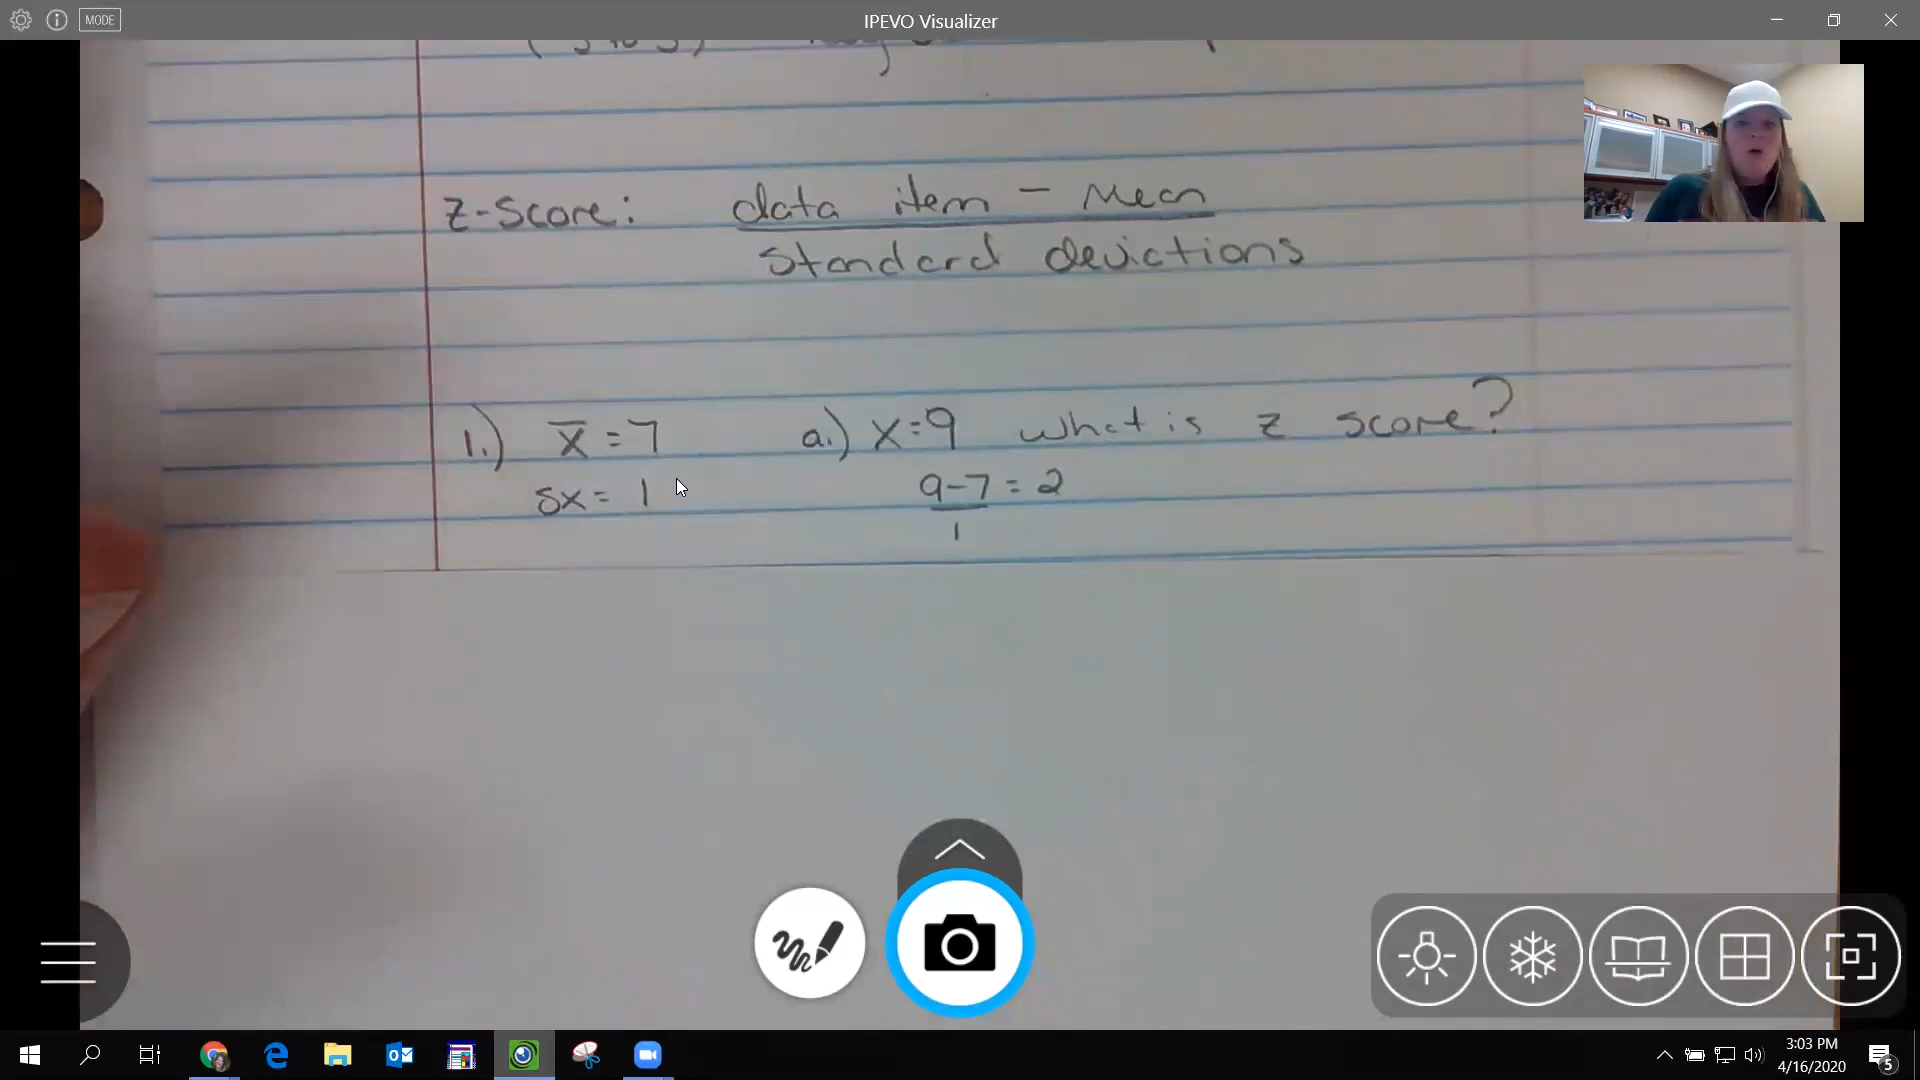 MODE
IPEVO Visualizer
z-score: data item - Mean
standard deviations
1.) x̅ = 7 a.) x = 9 what is z score?
sx = 1 9-7 = 2
1
3:03 PM
4/16/2020
5